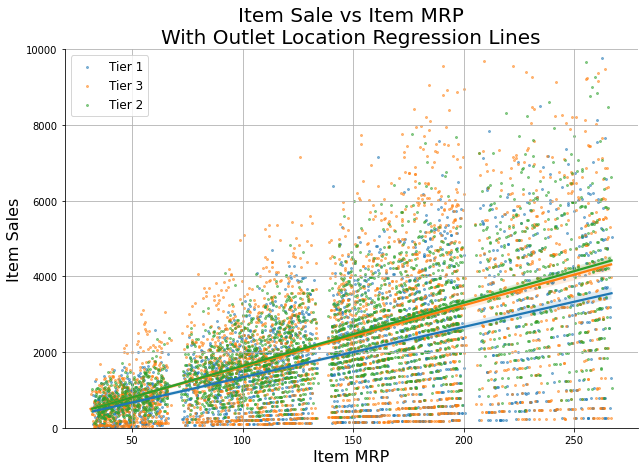 Item Sale vs Item MRP
With Outlet Location Regression Lines
Tier 1
Tier 3
Tier 2
10000
8000
6000
4000
2000
0
Item Sales
50
100
150
200
250
Item MRP